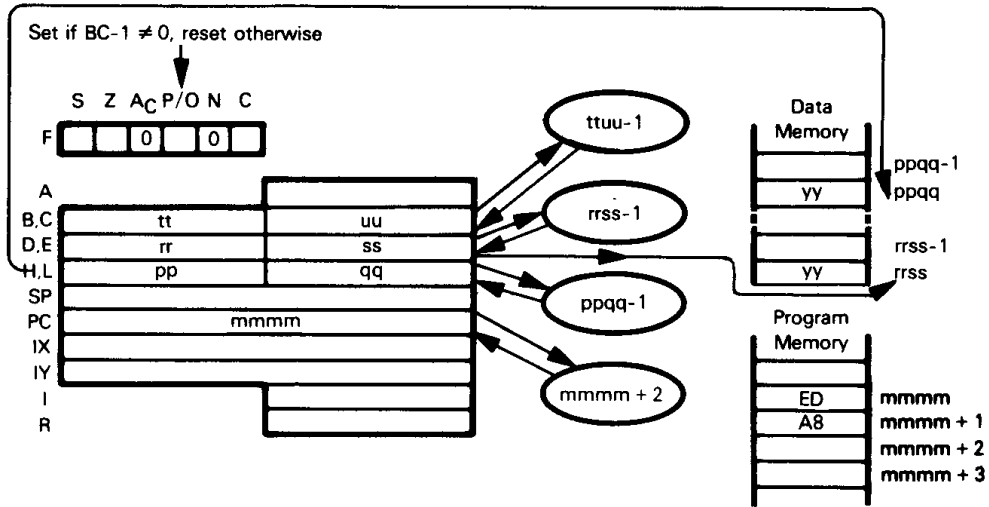 Set if BC-1 ≠ 0, reset otherwise
S Z AC P/O N C
F 0 0
A
B,C tt uu
D,E rr ss
H,L pp qq
SP
PC mmmm
IX
IY
I
R
ttuu-1
rrss-1
ppqq-1
mmmm + 2
Data
Memory
ppqq-1
yy ppqq
rrss-1
yy rrss
Program
Memory
ED mmmm
A8 mmmm + 1
mmmm + 2
mmmm + 3